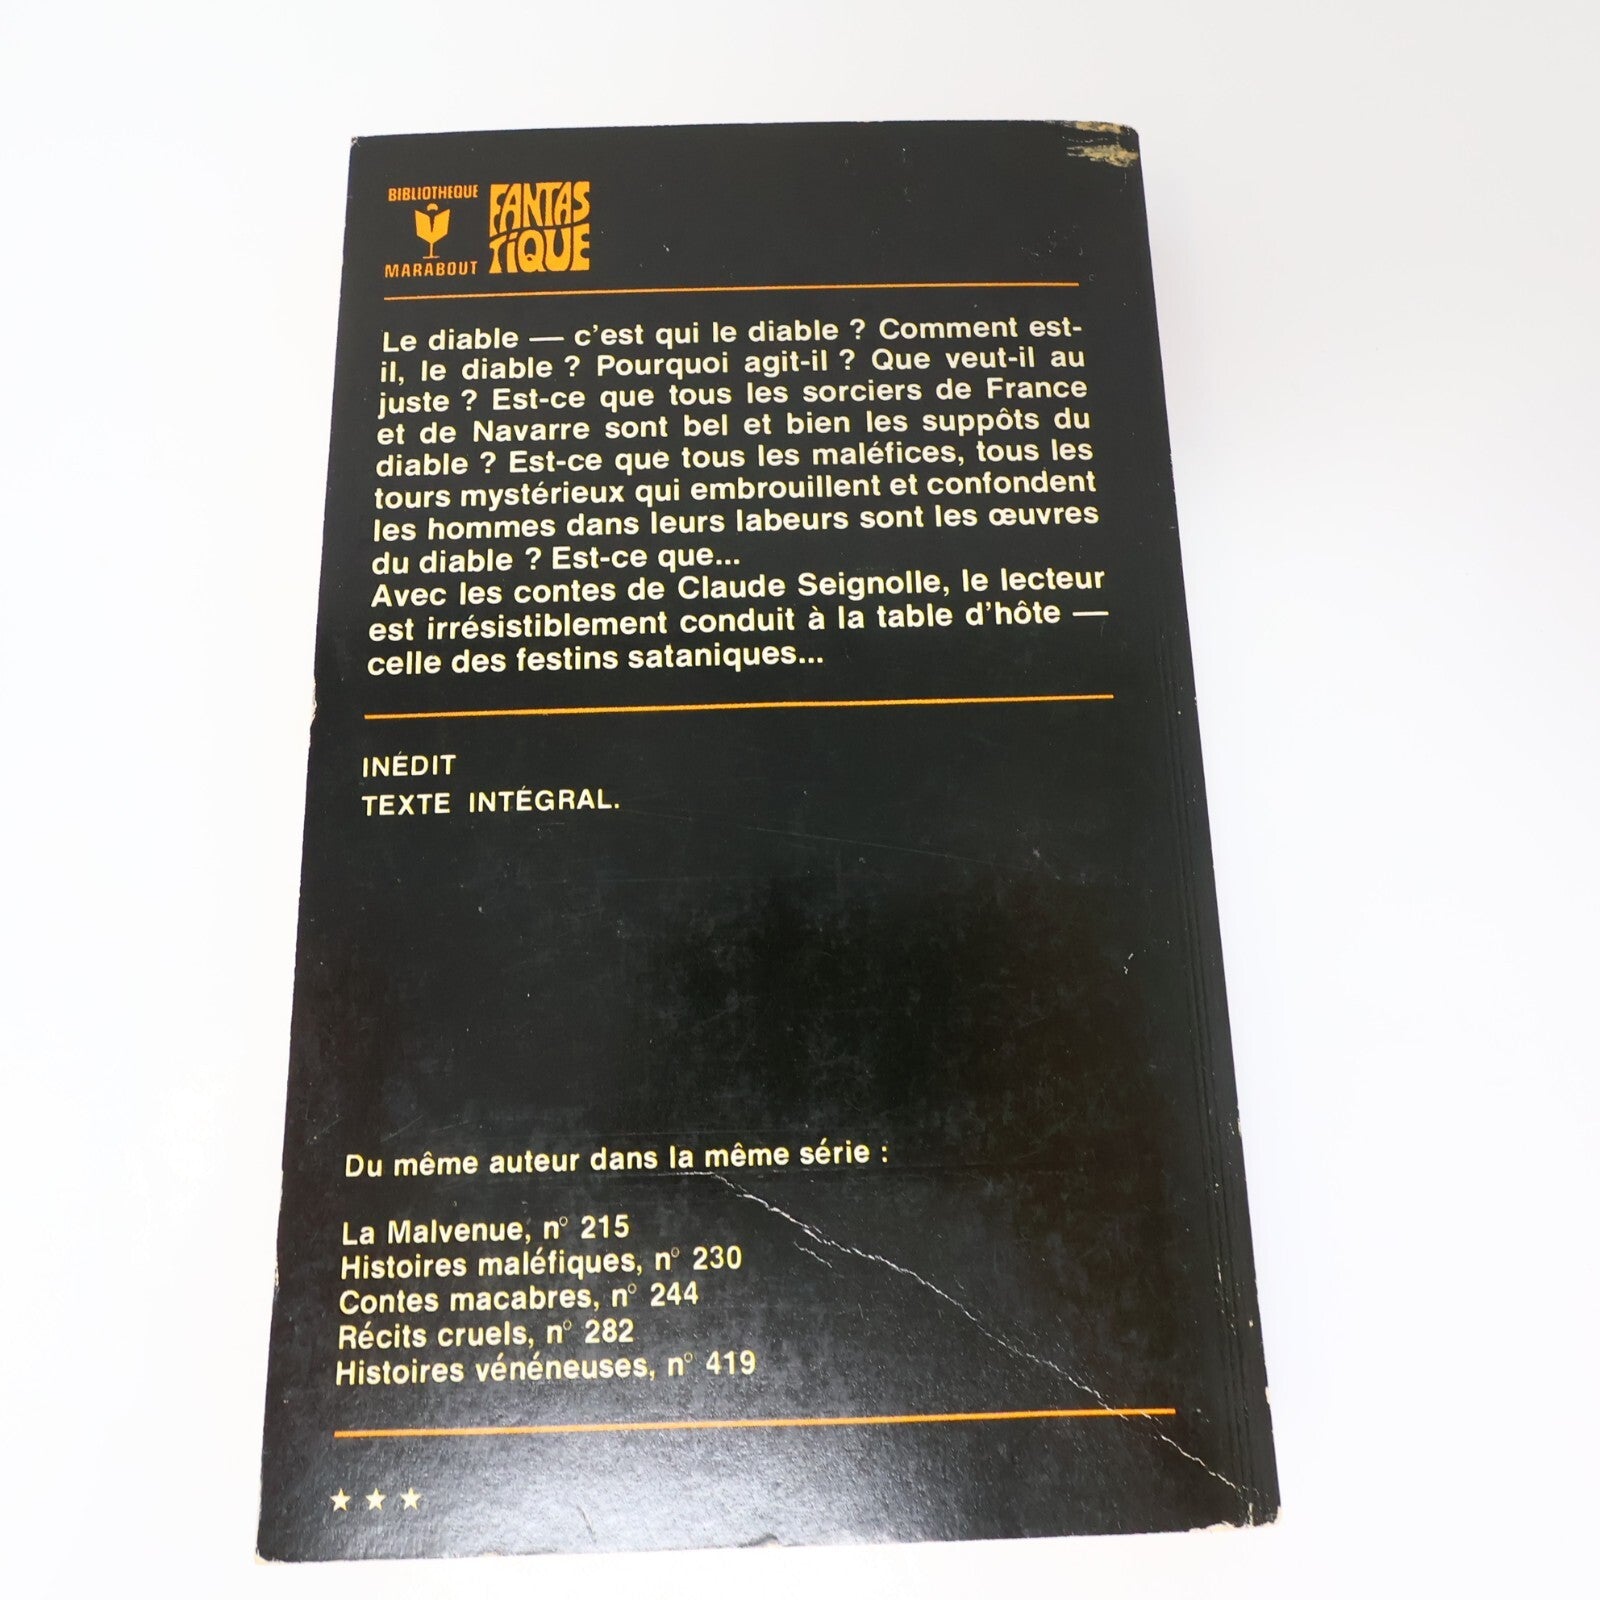 BIBLIOTHEQUE
MARABOUT
FANTAS
TIQUE
Le diable — c'est qui le diable ? Comment est-
il, le diable ? Pourquoi agit-il ? Que veut-il au
juste ? Est-ce que tous les sorciers de France
et de Navarre sont bel et bien les suppôts du
diable ? Est-ce que tous les maléfices, tous les
tours mystérieux qui embrouillent et confondent
les hommes dans leurs labeurs sont les œuvres
du diable ? Est-ce que...
Avec les contes de Claude Seignolle, le lecteur
est irrésistiblement conduit à la table d'hôte —
celle des festins sataniques...
INÉDIT
TEXTE INTÉGRAL.
Du même auteur dans la même série :
La Malvenue, n° 215
Histoires maléfiques, n° 230
Contes macabres, n° 244
Récits cruels, n° 282
Histoires vénéneuses, n° 419